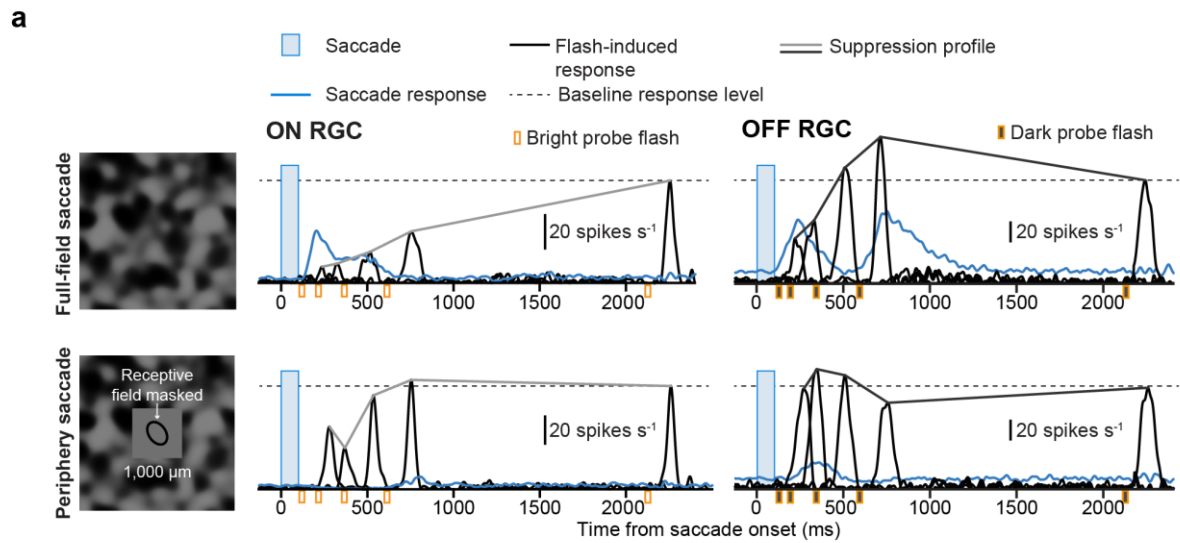 a
Saccade
Flash-induced
response
Suppression profile
Saccade response
Baseline response level
ON RGC
Bright probe flash
OFF RGC
Dark probe flash
Full-field saccade
20 spikes s⁻¹
20 spikes s⁻¹
0 500 1000 1500 2000
0 500 1000 1500 2000
Periphery saccade
Receptive
field masked
1,000 µm
20 spikes s⁻¹
20 spikes s⁻¹
0 500 1000 1500 2000
0 500 1000 1500 2000
Time from saccade onset (ms)